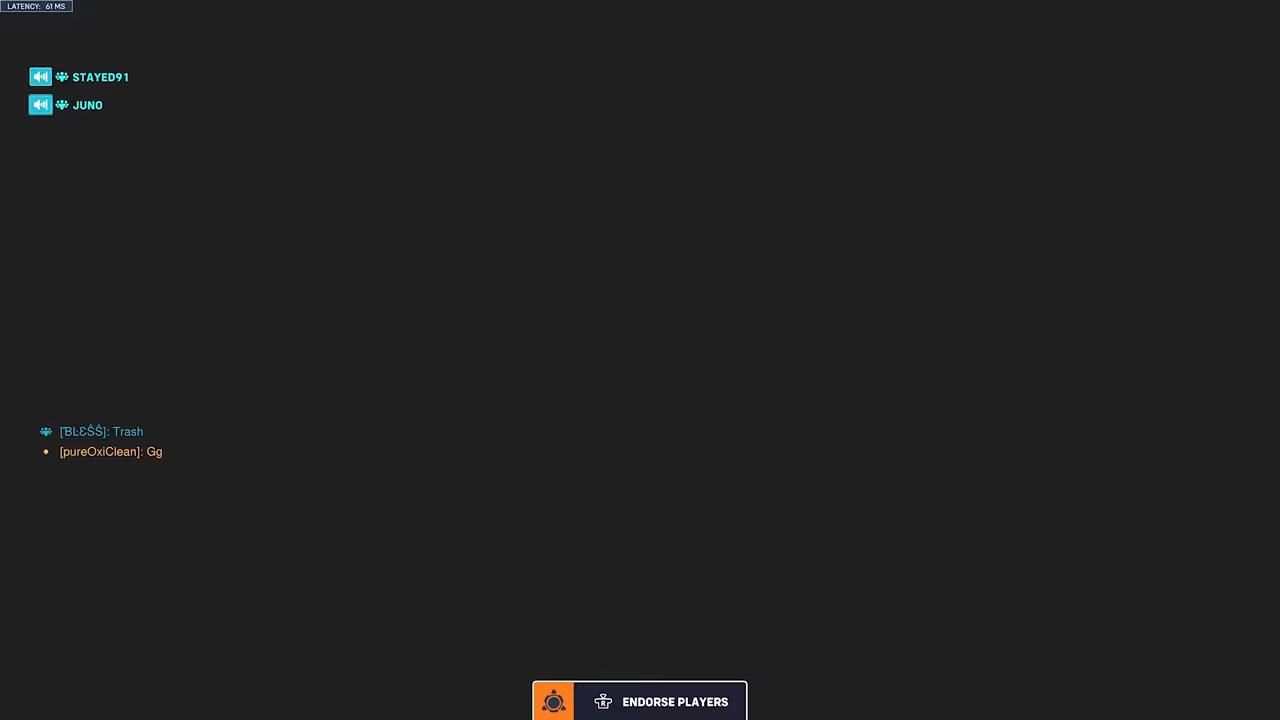 LATENCY: 61 MS
STAYED91
JUNO
[ƁĿƐŜŜ]: Trash
[pureOxiClean]: Gg
R ENDORSE PLAYERS